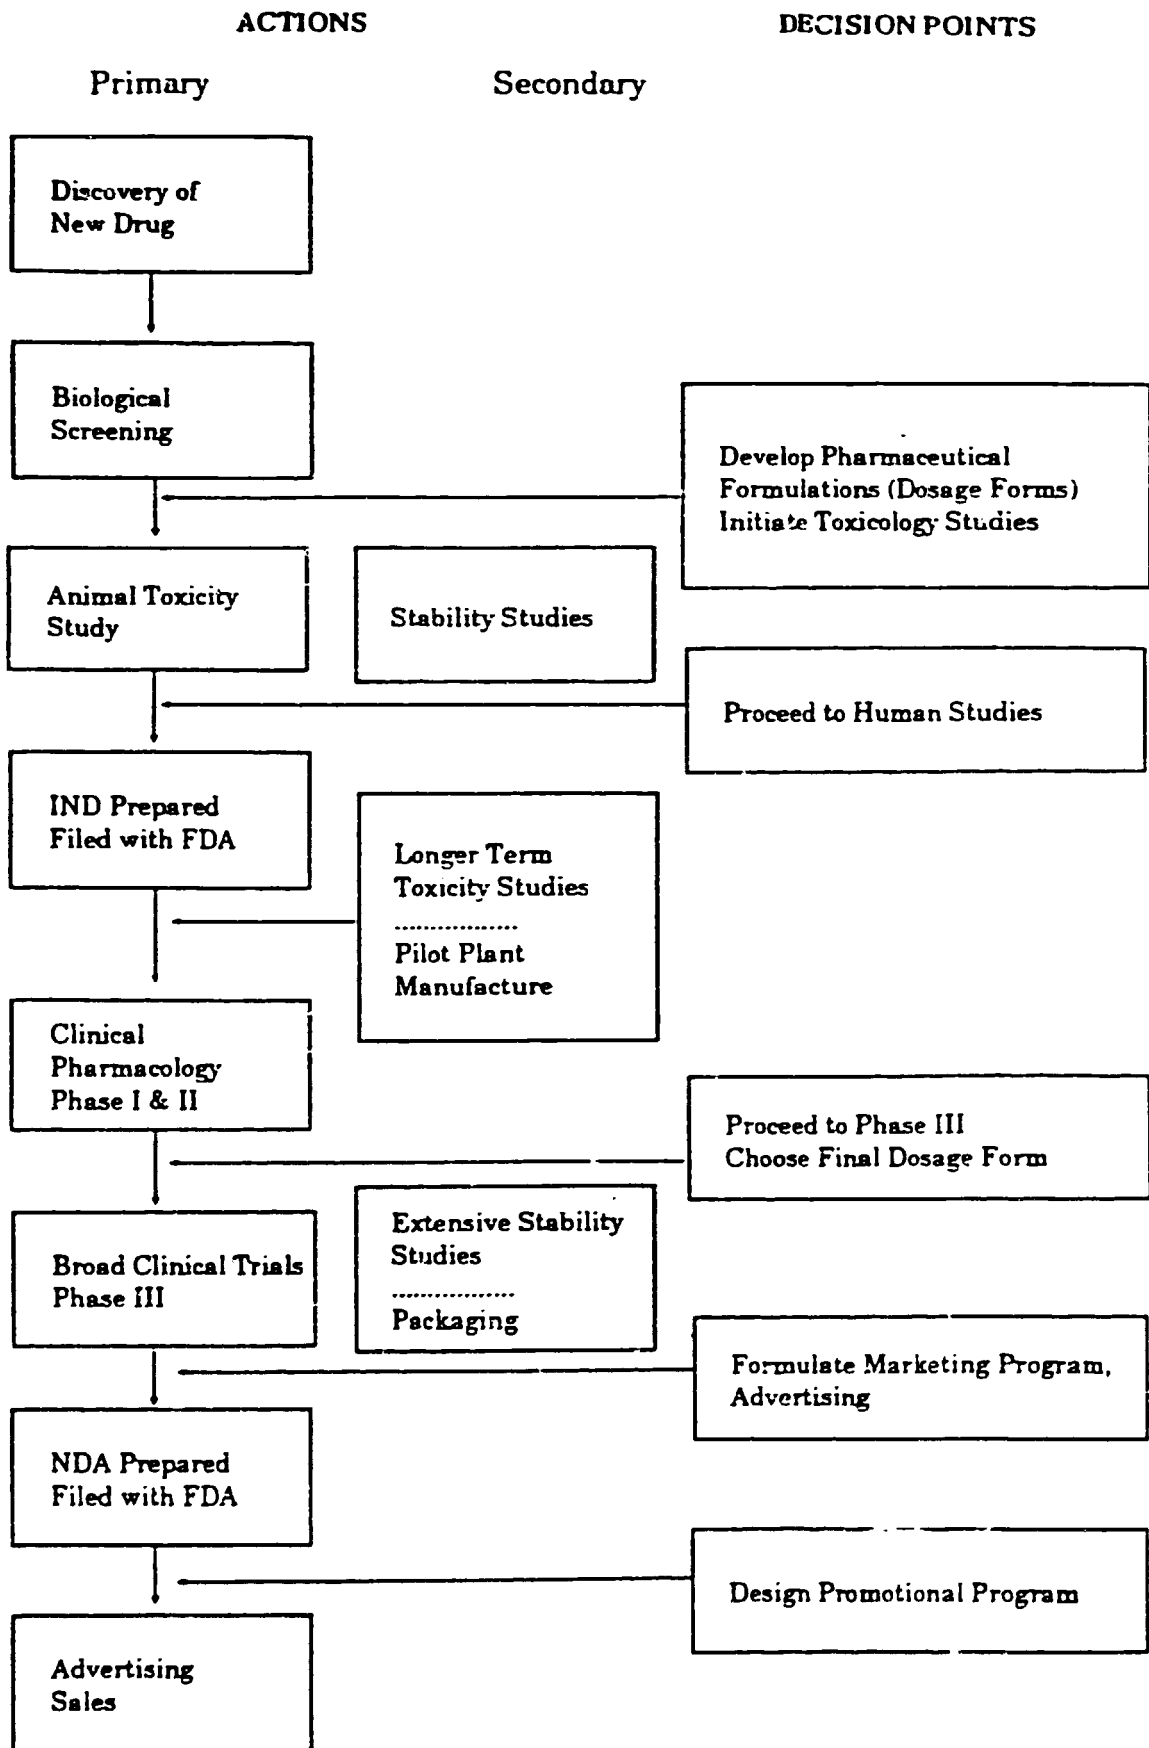 ACTIONS
DECISION POINTS
Primary
Secondary
Discovery of
New Drug
Biological
Screening
Develop Pharmaceutical
Formulations (Dosage Forms)
Initiate Toxicology Studies
Animal Toxicity
Study
Stability Studies
Proceed to Human Studies
IND Prepared
Filed with FDA
Longer Term
Toxicity Studies
..................
Pilot Plant
Manufacture
Clinical
Pharmacology
Phase I & II
Proceed to Phase III
Choose Final Dosage Form
Broad Clinical Trials
Phase III
Extensive Stability
Studies
..................
Packaging
Formulate Marketing Program,
Advertising
NDA Prepared
Filed with FDA
Design Promotional Program
Advertising
Sales